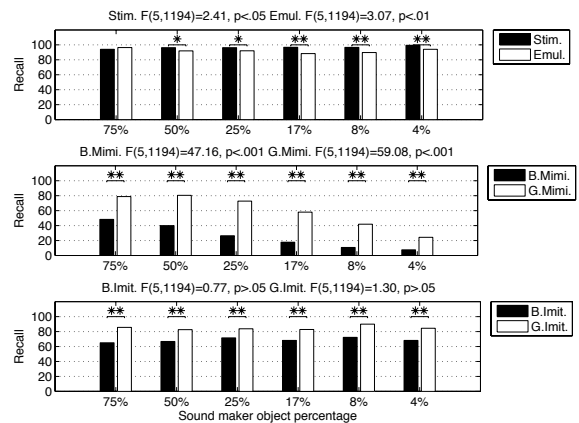 Stim. F(5,1194)=2.41, p<.05 Emul. F(5,1194)=3.07, p<.01
100
80
60
40
20
0
Recall
* * ** ** **
75% 50% 25% 17% 8% 4%
Stim.
Emul.
B.Mimi. F(5,1194)=47.16, p<.001 G.Mimi. F(5,1194)=59.08, p<.001
100
80
60
40
20
0
Recall
** ** ** ** ** **
75% 50% 25% 17% 8% 4%
B.Mimi.
G.Mimi.
B.Imit. F(5,1194)=0.77, p>.05 G.Imit. F(5,1194)=1.30, p>.05
100
80
60
40
20
0
Recall
** ** ** ** ** **
75% 50% 25% 17% 8% 4%
Sound maker object percentage
B.Imit.
G.Imit.